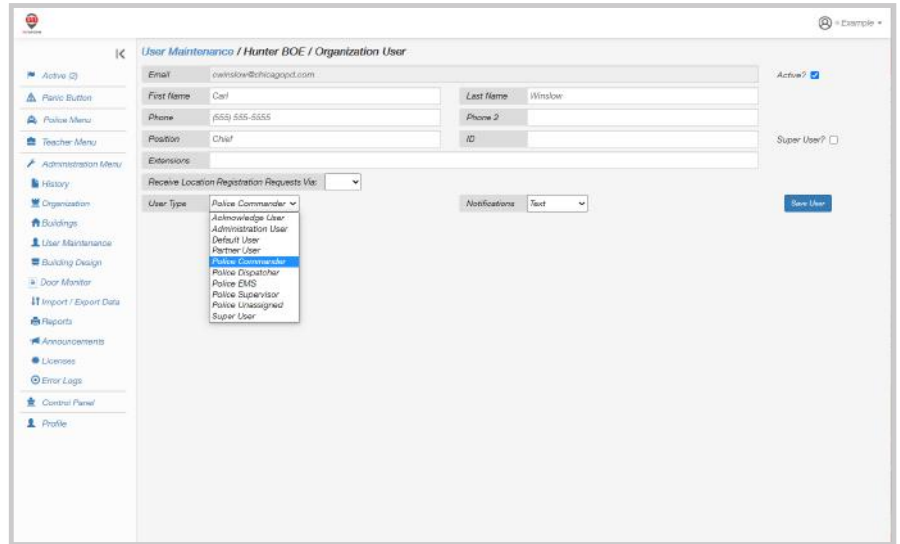 Example
User Maintenance / Hunter BOE / Organization User
Active (2)
Panic Button
Police Menu
Teacher Menu
Administration Menu
History
Organization
Buildings
User Maintenance
Building Design
Door Monitor
Import / Export Data
Reports
Announcements
Licenses
Error Logs
Control Panel
Profile
Email cwinslow@chicagopd.com Active?
First Name Carl Last Name Winslow
Phone (555) 555-5555 Phone 2
Position Chief ID Super User?
Extensions
Receive Location Registration Requests Via:
User Type Police Commander Notifications Text Save User
Acknowledge User
Administration User
Default User
Partner User
Police Commander
Police Dispatcher
Police EMS
Police Supervisor
Police Unassigned
Super User